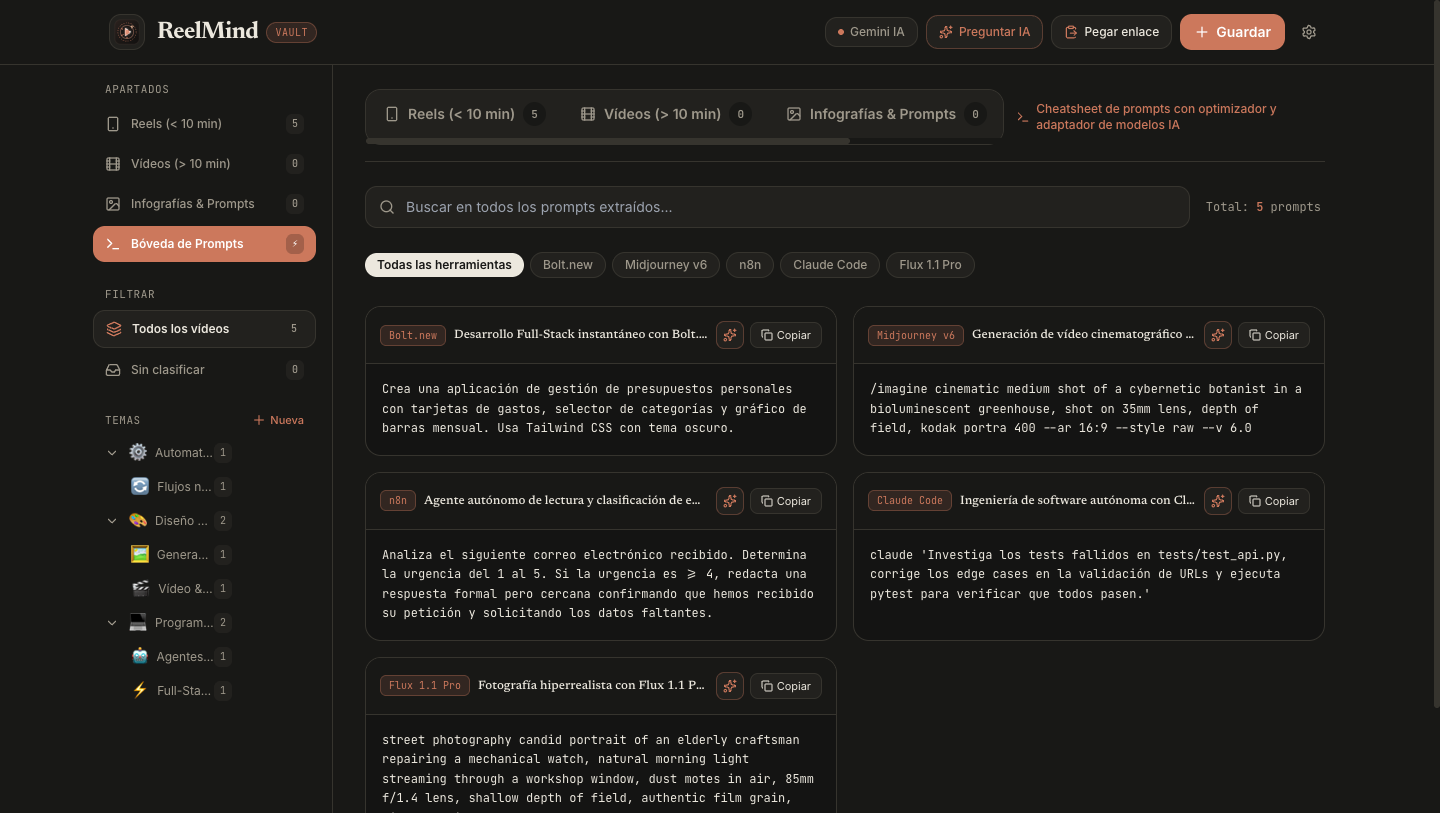 ReelMind VAULT
Gemini IA
Preguntar IA
Pegar enlace
+ Guardar
APARTADOS
Reels (< 10 min) 5
Vídeos (> 10 min) 0
Infografías & Prompts 0
Bóveda de Prompts ⚡
FILTRAR
Todos los vídeos 5
Sin clasificar 0
TEMAS
+ Nueva
Automat... 1
Flujos n... 1
Diseño ... 2
Genera... 1
Vídeo &... 1
Program... 2
Agentes... 1
Full-Sta... 1
Reels (< 10 min) 5
Vídeos (> 10 min) 0
Infografías & Prompts 0
Cheatsheet de prompts con optimizador y
adaptador de modelos IA
Buscar en todos los prompts extraídos...
Total: 5 prompts
Todas las herramientas
Bolt.new
Midjourney v6
n8n
Claude Code
Flux 1.1 Pro
Bolt.new Desarrollo Full-Stack instantáneo con Bolt.... Copiar
Crea una aplicación de gestión de presupuestos personales
con tarjetas de gastos, selector de categorías y gráfico de
barras mensual. Usa Tailwind CSS con tema oscuro.
Midjourney v6 Generación de vídeo cinematográfico ... Copiar
/imagine cinematic medium shot of a cybernetic botanist in a
bioluminescent greenhouse, shot on 35mm lens, depth of
field, kodak portra 400 --ar 16:9 --style raw --v 6.0
n8n Agente autónomo de lectura y clasificación de e... Copiar
Analiza el siguiente correo electrónico recibido. Determina
la urgencia del 1 al 5. Si la urgencia es ≥ 4, redacta una
respuesta formal pero cercana confirmando que hemos recibido
su petición y solicitando los datos faltantes.
Claude Code Ingeniería de software autónoma con Cl... Copiar
claude 'Investiga los tests fallidos en tests/test_api.py,
corrige los edge cases en la validación de URLs y ejecuta
pytest para verificar que todos pasen.'
Flux 1.1 Pro Fotografía hiperrealista con Flux 1.1 P... Copiar
street photography candid portrait of an elderly craftsman
repairing a mechanical watch, natural morning light
streaming through a workshop window, dust motes in air, 85mm
f/1.4 lens, shallow depth of field, authentic film grain,